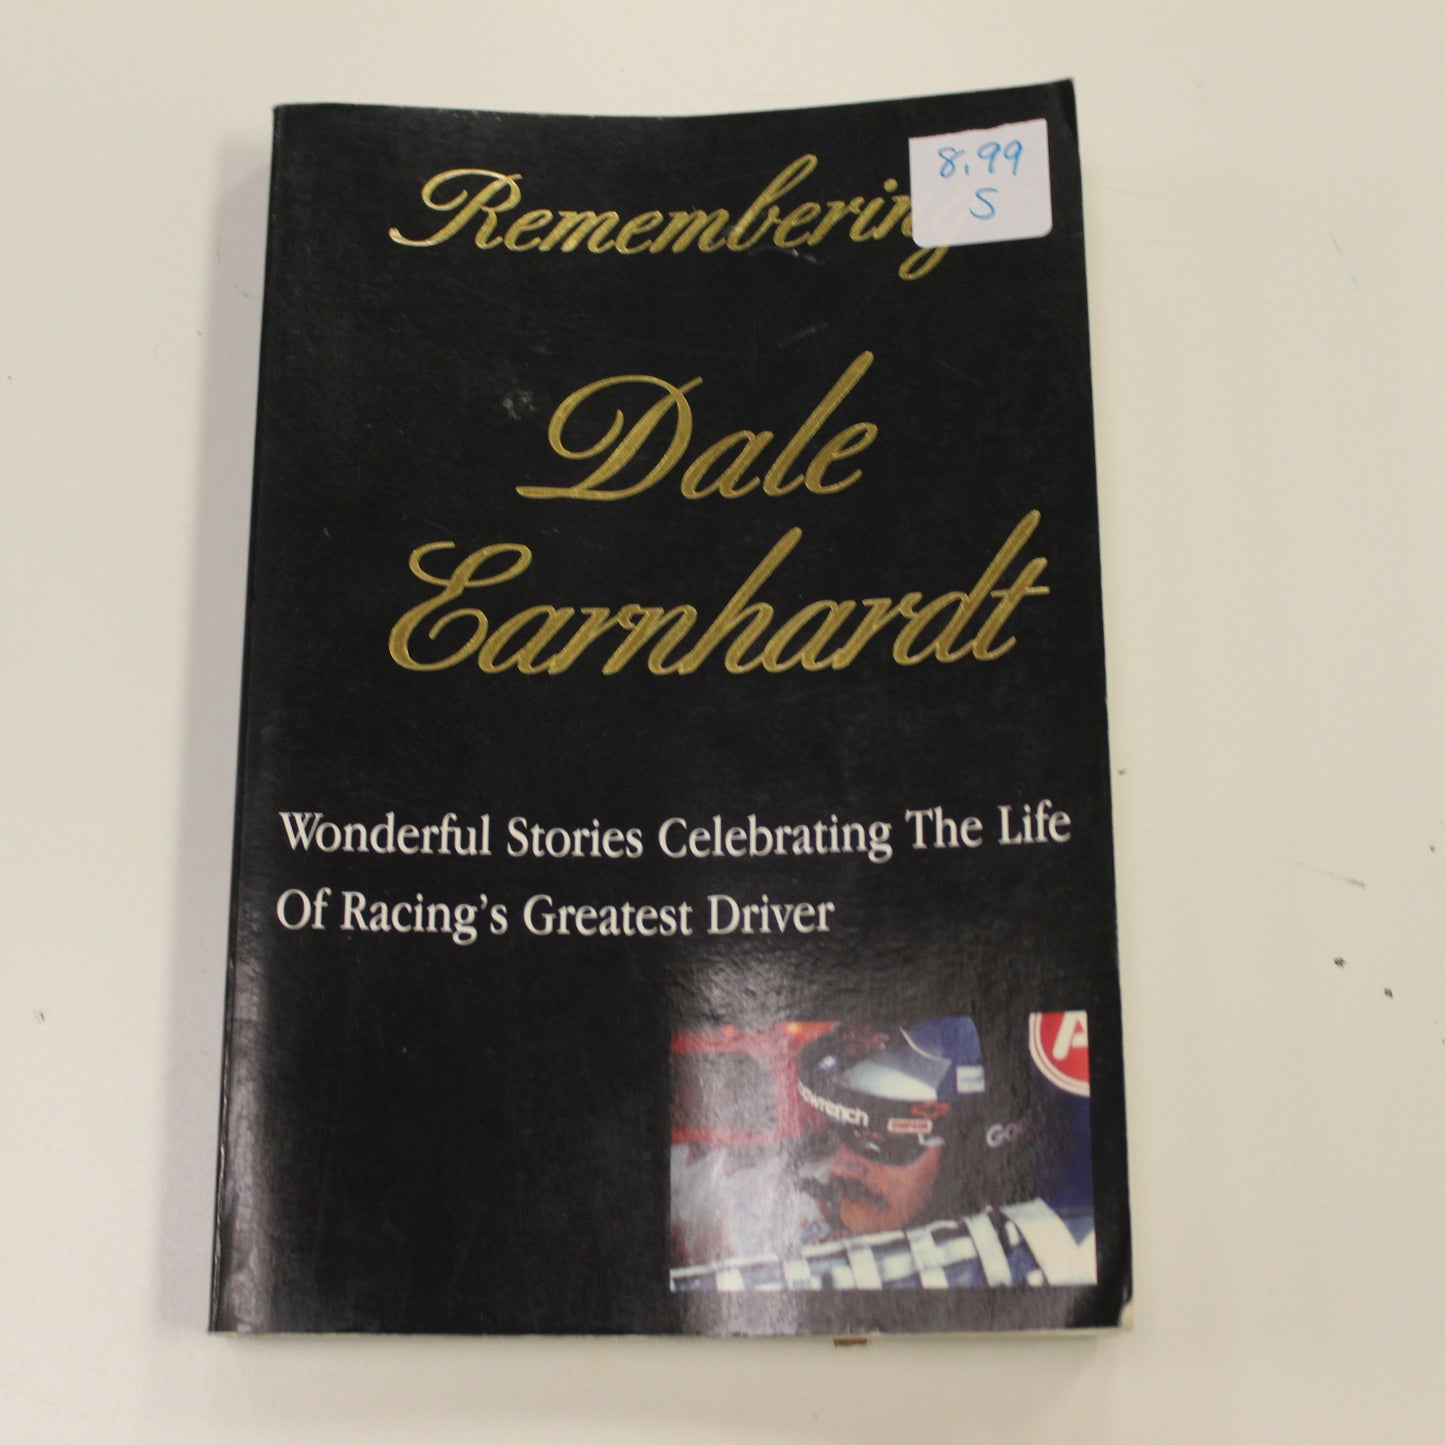 Remembering
8.99
S
Dale
Earnhardt
Wonderful Stories Celebrating The Life
Of Racing's Greatest Driver